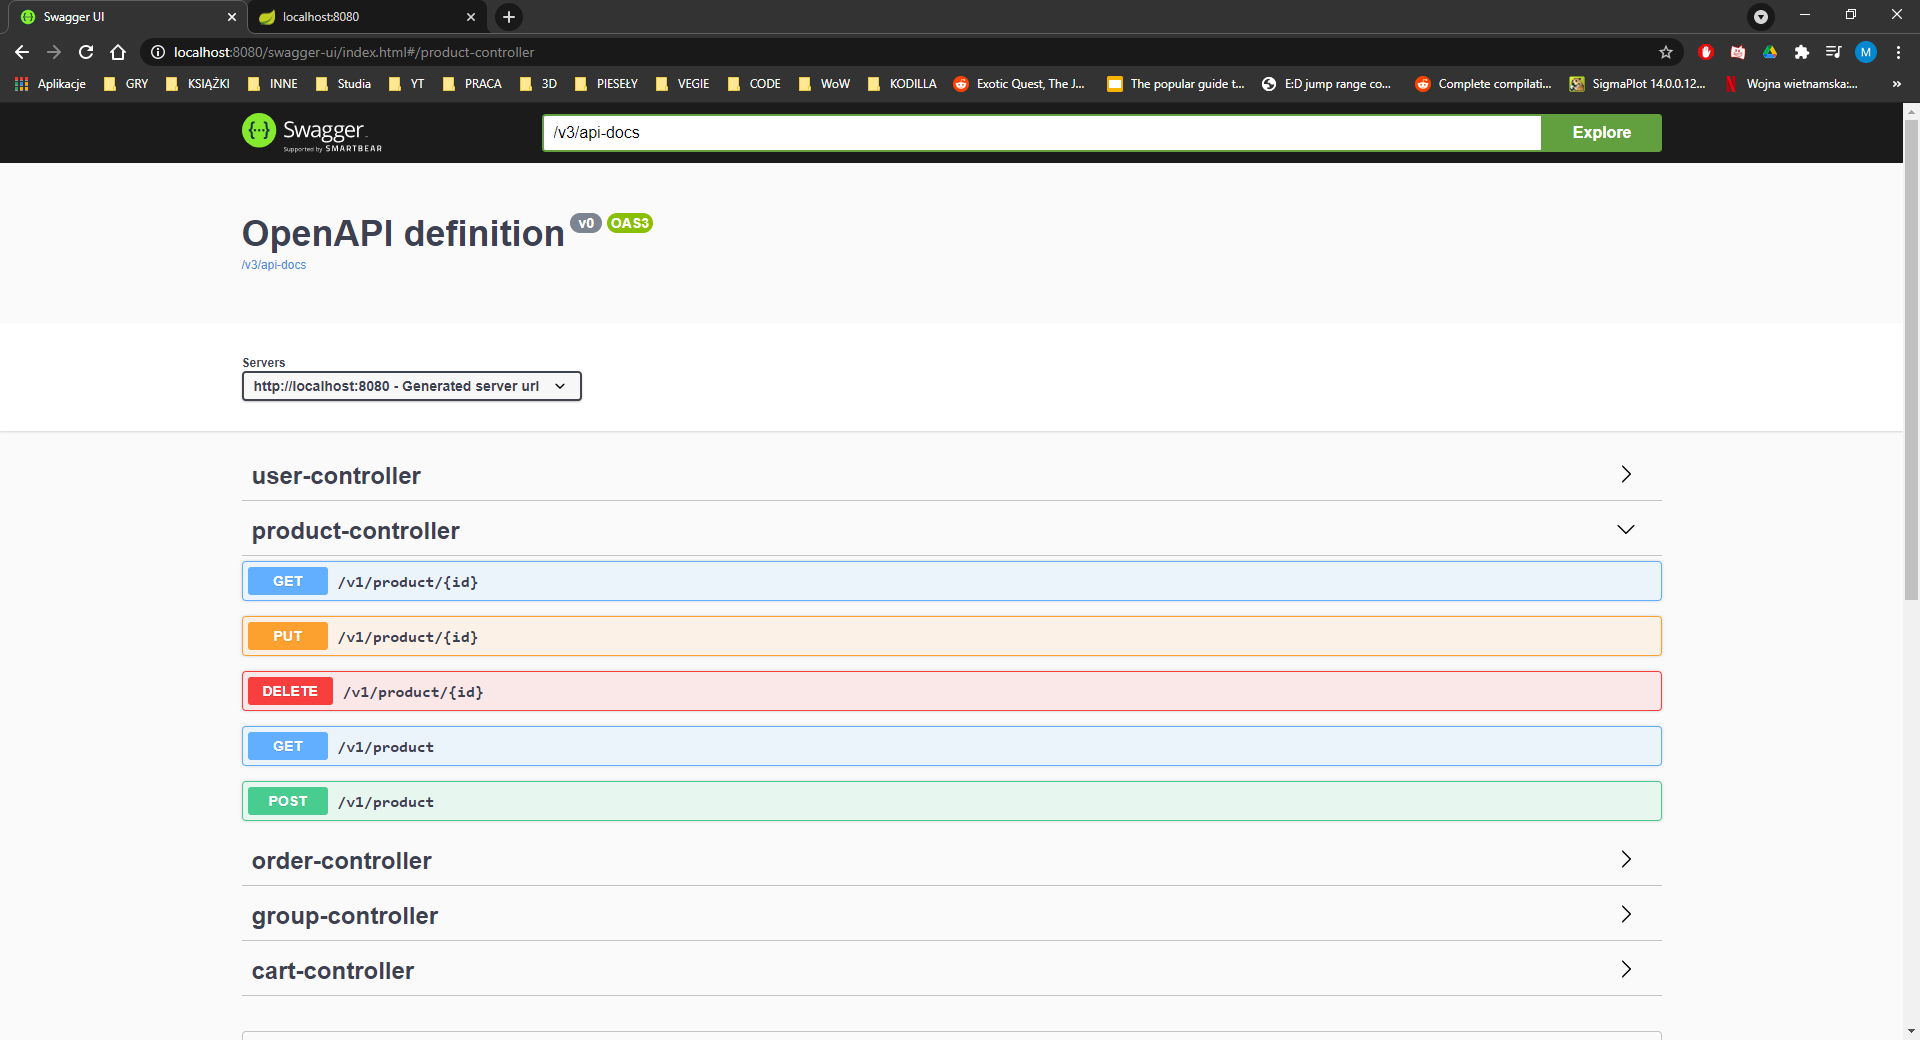 Swagger UI
localhost:8080
localhost:8080/swagger-ui/index.html#/product-controller
M
Aplikacje GRY KSIĄŻKI INNE Studia YT PRACA 3D PIESEŁY VEGIE CODE WoW KODILLA Exotic Quest, The J... The popular guide t... E:D jump range co... Complete compilati... SigmaPlot 14.0.0.12... Wojna wietnamska:... »
{···} Swagger
Supported by SMARTBEAR
/v3/api-docs
Explore
OpenAPI definition v0 OAS3
/v3/api-docs
Servers
http://localhost:8080 - Generated server url
user-controller
product-controller
GET /v1/product/{id}
PUT /v1/product/{id}
DELETE /v1/product/{id}
GET /v1/product
POST /v1/product
order-controller
group-controller
cart-controller